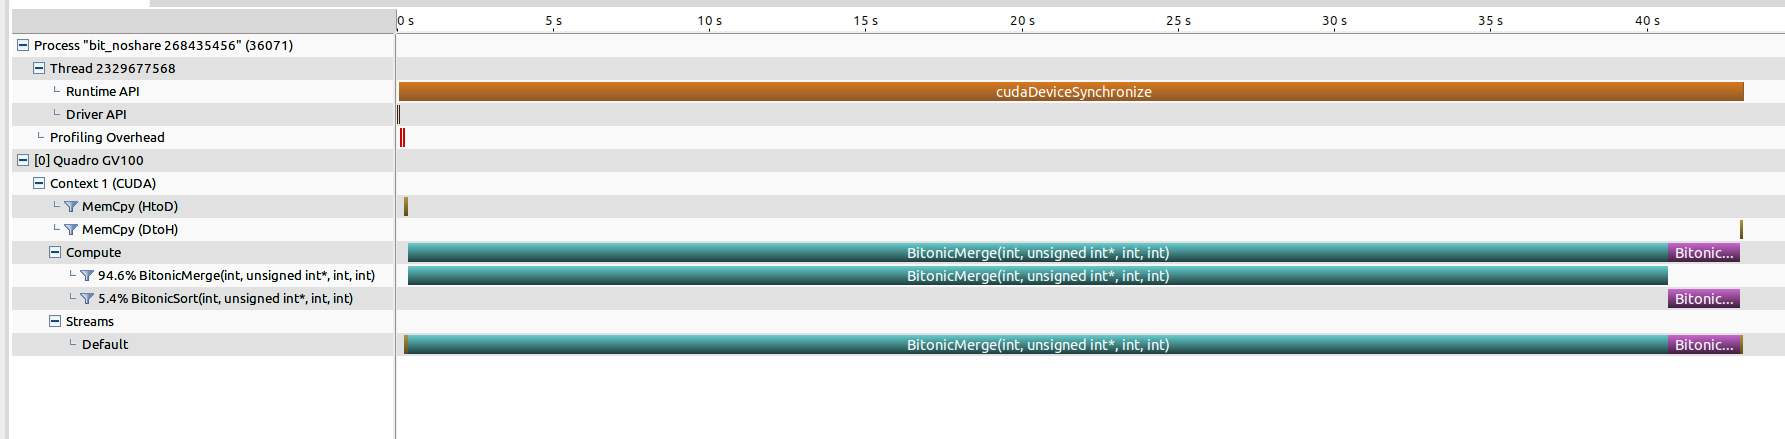 0 s 5 s 10 s 15 s 20 s 25 s 30 s 35 s 40 s
Process "bit_noshare 268435456" (36071)
Thread 2329677568
Runtime API cudaDeviceSynchronize
Driver API
Profiling Overhead
[0] Quadro GV100
Context 1 (CUDA)
MemCpy (HtoD)
MemCpy (DtoH)
Compute BitonicMerge(int, unsigned int*, int, int) Bitonic...
94.6% BitonicMerge(int, unsigned int*, int, int) BitonicMerge(int, unsigned int*, int, int)
5.4% BitonicSort(int, unsigned int*, int, int) Bitonic...
Streams
Default BitonicMerge(int, unsigned int*, int, int) Bitonic...